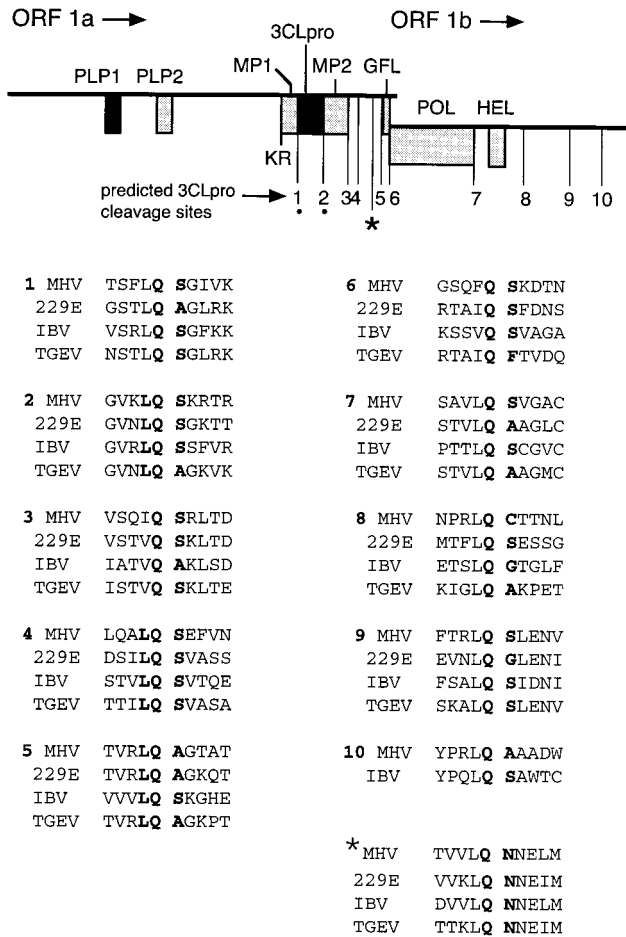 ORF 1a → ORF 1b →
3CLpro
MP1 MP2 GFL
PLP1 PLP2
POL HEL
KR
predicted 3CLpro → 1 2 3 4 5 6 7 8 9 10
cleavage sites • • *
1 MHV TSFLQ SGIVK
229E GSTLQ AGLRK
IBV VSRLQ SGFKK
TGEV NSTLQ SGLRK
2 MHV GVKLQ SKRTR
229E GVNLQ SGKTT
IBV GVRLQ SSFVR
TGEV GVNLQ AGKVK
3 MHV VSQIQ SRLTD
229E VSTVQ SKLTD
IBV IATVQ AKLSD
TGEV ISTVQ SKLTE
4 MHV LQALQ SEFVN
229E DSILQ SVASS
IBV STVLQ SVTQE
TGEV TTILQ SVASA
5 MHV TVRLQ AGTAT
229E TVRLQ AGKQT
IBV VVVLQ SKGHE
TGEV TVRLQ AGKPT
6 MHV GSQFQ SKDTN
229E RTAIQ SFDNS
IBV KSSVQ SVAGA
TGEV RTAIQ FTVDQ
7 MHV SAVLQ SVGAC
229E STVLQ AAGLC
IBV PTTLQ SCGVC
TGEV STVLQ AAGMC
8 MHV NPRLQ CTTNL
229E MTFLQ SESSG
IBV ETSLQ GTGLF
TGEV KIGLQ AKPET
9 MHV FTRLQ SLENV
229E EVNLQ GLENI
IBV FSALQ SIDNI
TGEV SKALQ SLENV
10 MHV YPRLQ AAADW
IBV YPQLQ SAWTC
* MHV TVVLQ NNELM
229E VVKLQ NNEIM
IBV DVVLQ NNELM
TGEV TTKLQ NNEIM